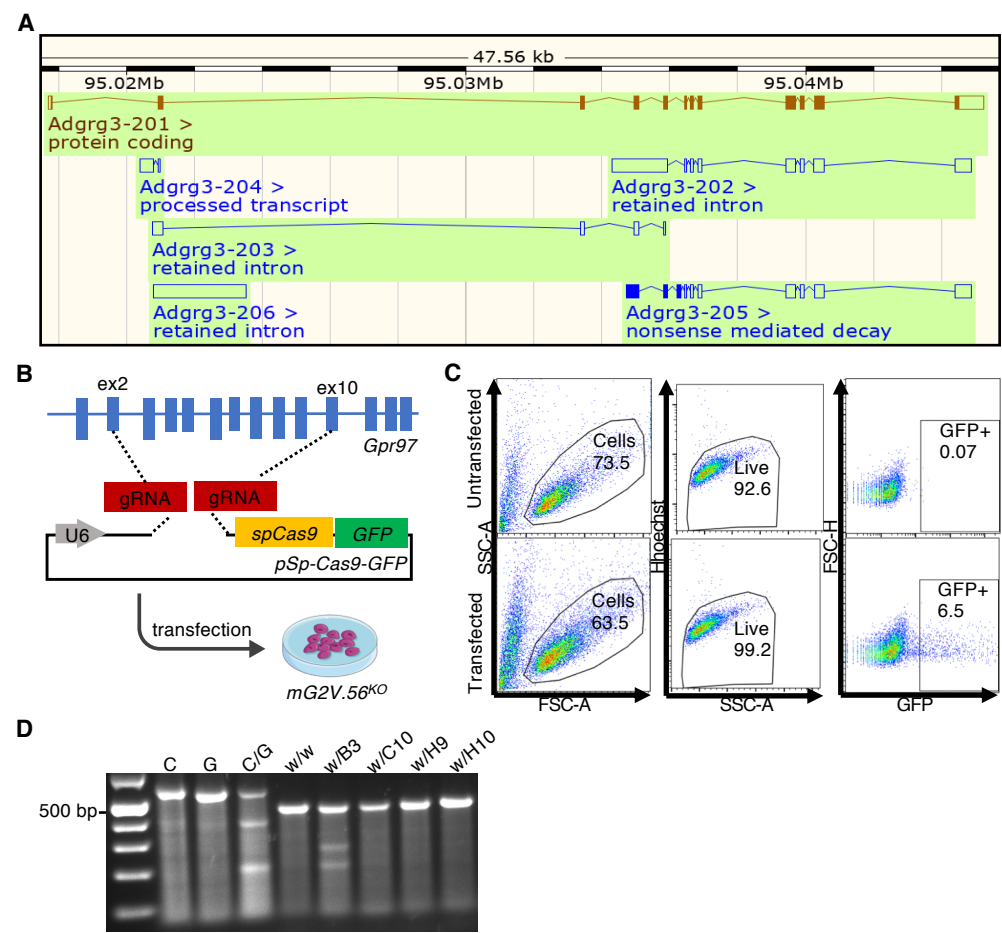 A
47.56 kb
95.02Mb 95.03Mb 95.04Mb
Adgrg3-201 >
protein coding
Adgrg3-204 >
processed transcript
Adgrg3-202 >
retained intron
Adgrg3-203 >
retained intron
Adgrg3-206 >
retained intron
Adgrg3-205 >
nonsense mediated decay
B
ex2 ex10
Gpr97
gRNA gRNA
U6 spCas9 GFP
pSp-Cas9-GFP
transfection
mG2V.56KO
C
Untransfected
Transfected
SSC-A
Cells
73.5
Cells
63.5
FSC-A
Hhoechst
Live
92.6
Live
99.2
SSC-A
FSC-H
GFP+
0.07
GFP+
6.5
GFP
D
C G C/G w/w w/B3 w/C10 w/H9 w/H10
500 bp